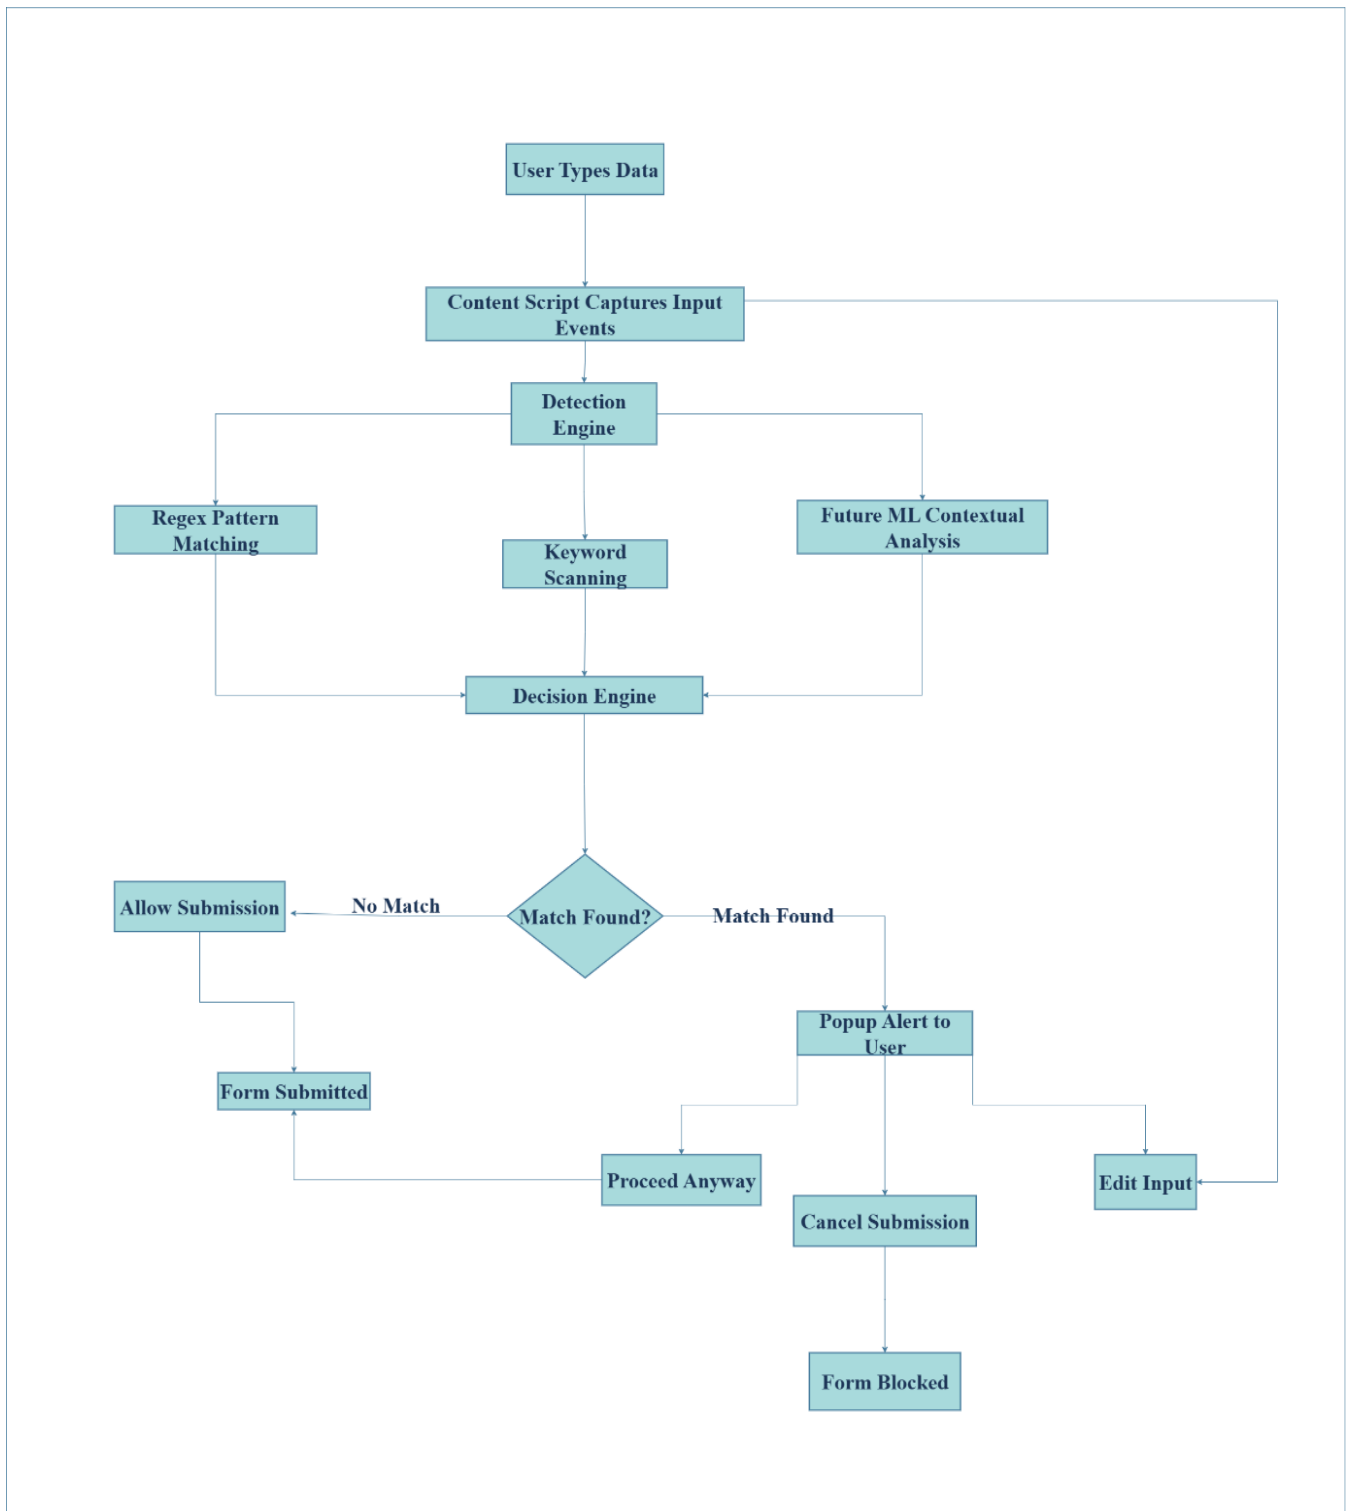 User Types Data
Content Script Captures Input
Events
Detection
Engine
Regex Pattern
Matching
Keyword
Scanning
Future ML Contextual
Analysis
Decision Engine
Match Found?
No Match
Allow Submission
Match Found
Popup Alert to
User
Form Submitted
Proceed Anyway
Cancel Submission
Edit Input
Form Blocked